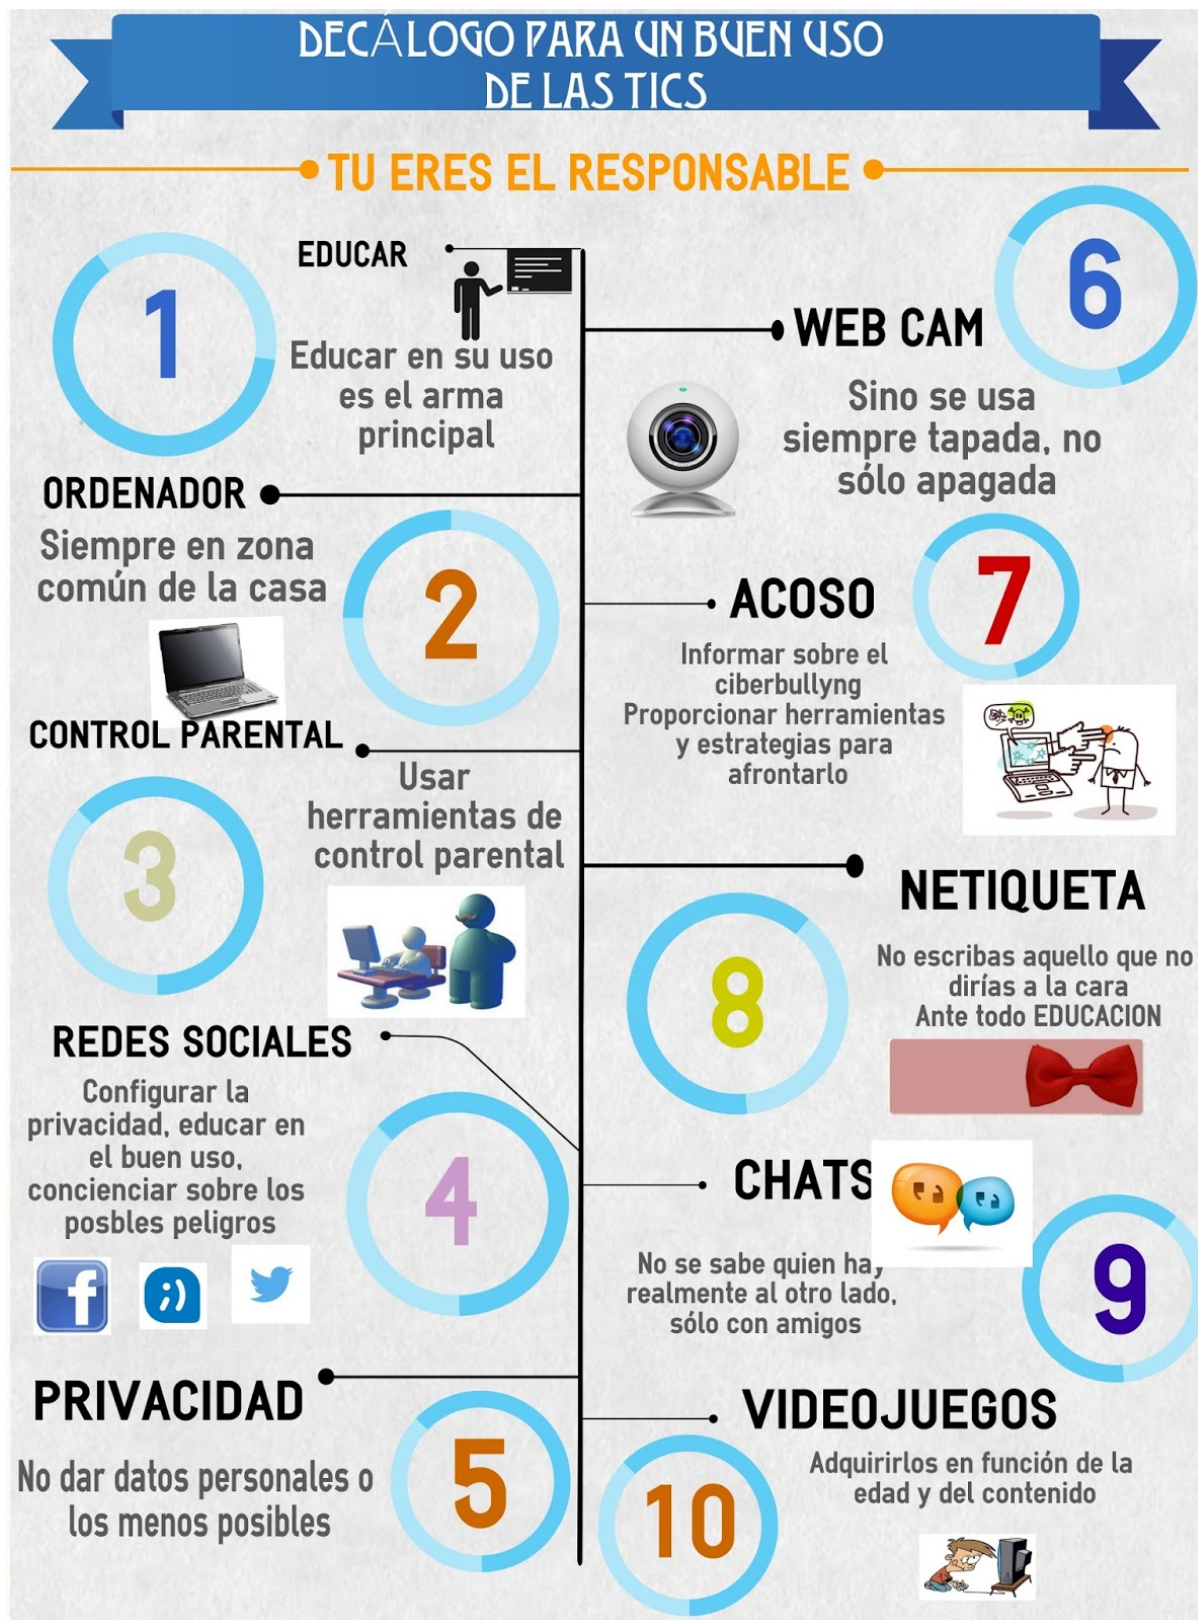 DECÁLOGO PARA UN BUEN USO
DE LAS TICS
TU ERES EL RESPONSABLE
1
EDUCAR
Educar en su uso
es el arma
principal
ORDENADOR
Siempre en zona
común de la casa
2
CONTROL PARENTAL
Usar
herramientas de
control parental
3
REDES SOCIALES
Configurar la
privacidad, educar en
el buen uso,
concienciar sobre los
posbles peligros
4
f
;)
PRIVACIDAD
No dar datos personales o
los menos posibles
5
6
WEB CAM
Sino se usa
siempre tapada, no
sólo apagada
7
ACOSO
Informar sobre el
ciberbullyng
Proporcionar herramientas
y estrategias para
afrontarlo
NETIQUETA
8
No escribas aquello que no
dirías a la cara
Ante todo EDUCACION
CHATS
No se sabe quien hay
realmente al otro lado,
sólo con amigos
9
VIDEOJUEGOS
10
Adquirirlos en función de la
edad y del contenido